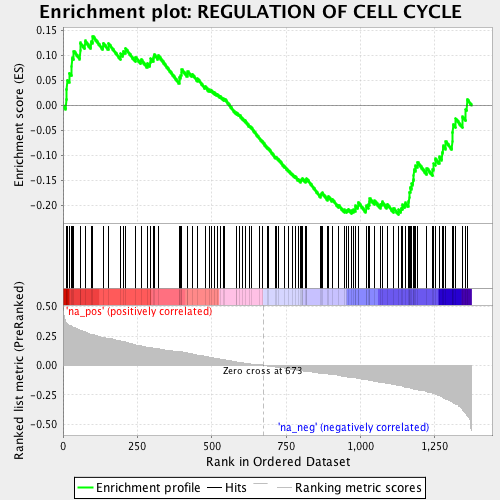 Enrichment plot: REGULATION OF CELL CYCLE
Enrichment score (ES)
0.15
0.10
0.05
0.00
-0.05
-0.10
-0.15
-0.20
'na_pos' (positively correlated)
Ranked list metric (PreRanked)
0.50
0.25
0.00
-0.25
-0.50
Zero cross at 673
'na_neg' (negatively correlated)
0
250
500
750
1,000
1,250
Rank in Ordered Dataset
Enrichment profile
Hits
Ranking metric scores